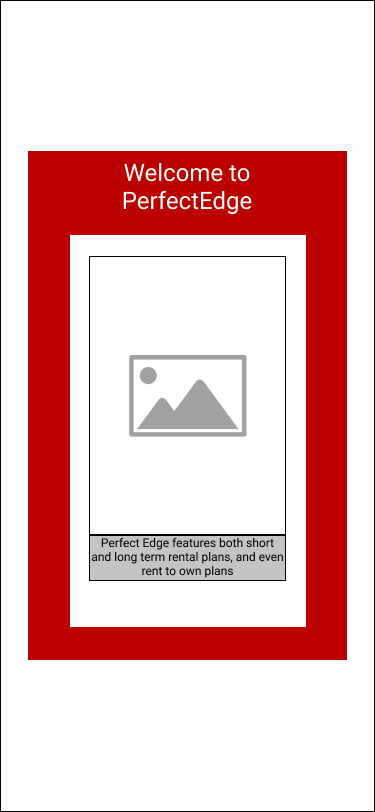 Welcome to
PerfectEdge
Perfect Edge features both short
and long term rental plans, and even
rent to own plans